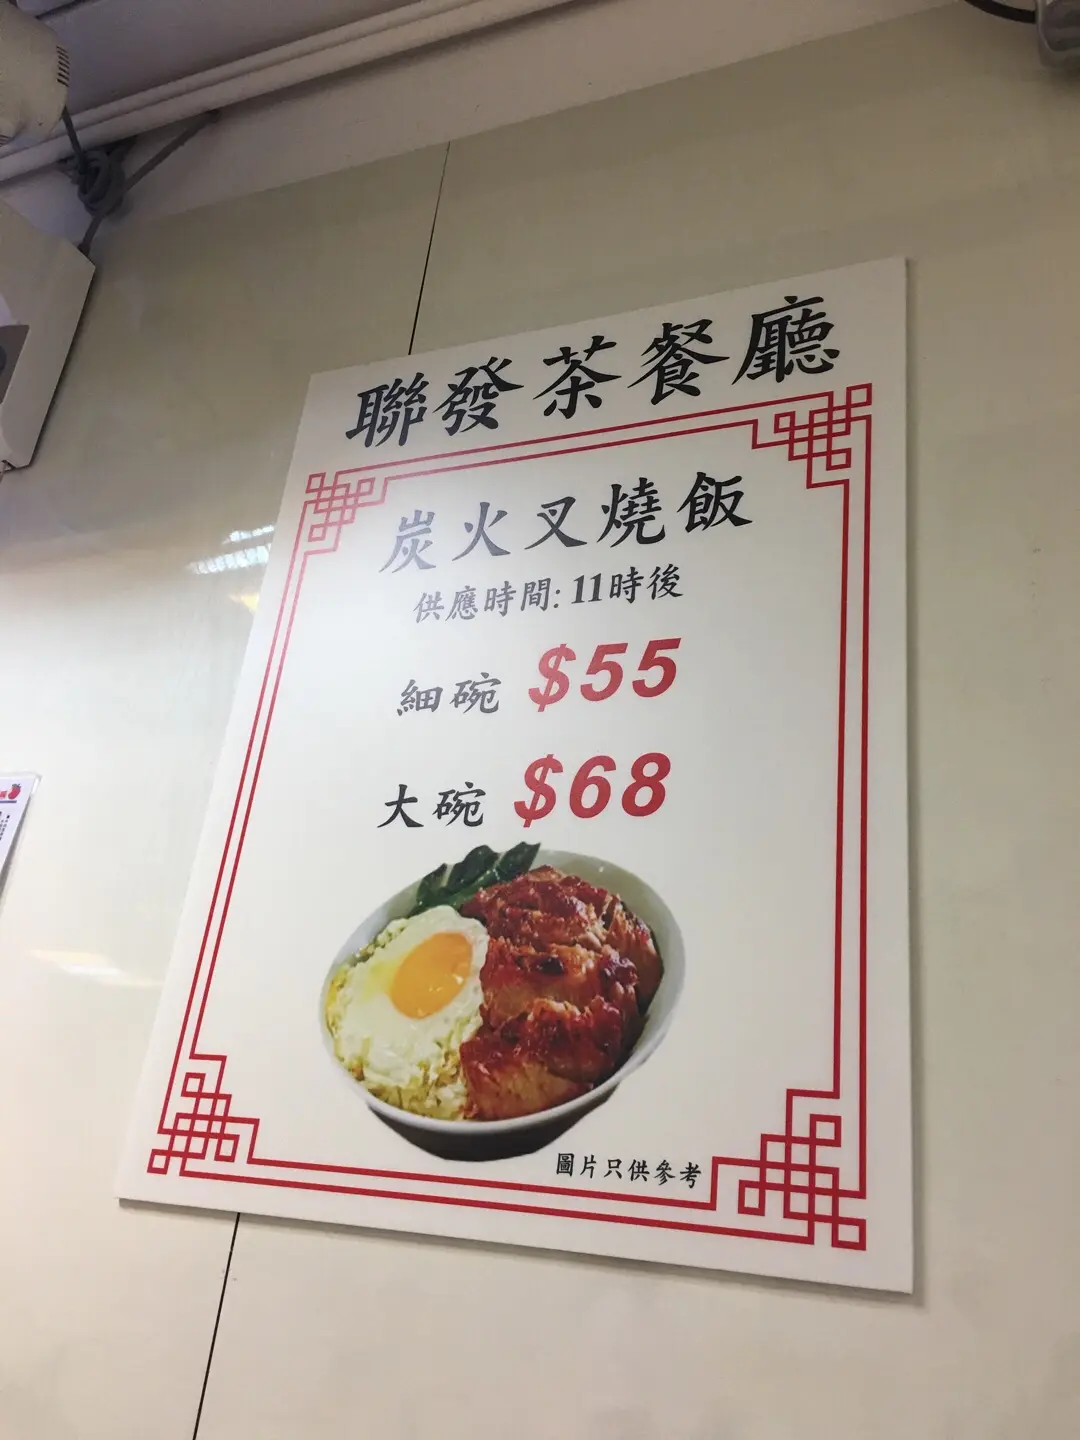 聯發茶餐廳
炭火叉燒飯
供應時間: 11時後
細碗 $55
大碗 $68
圖片只供參考